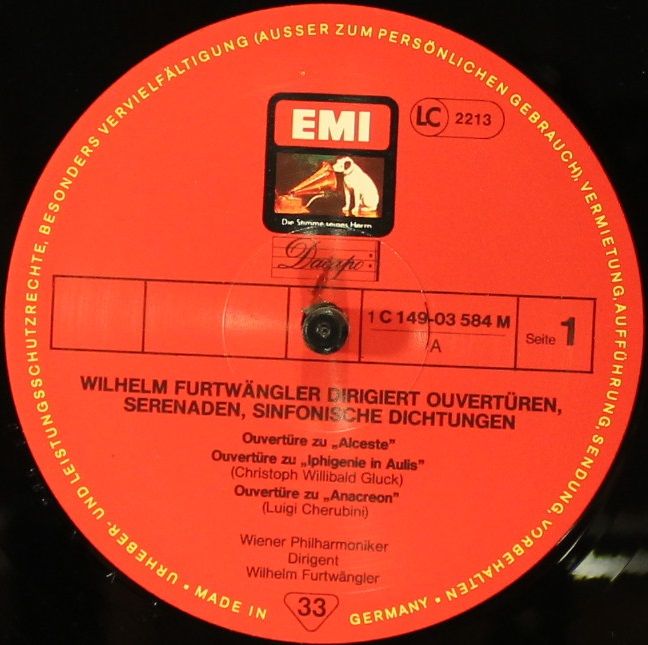 URHEBER- UND LEISTUNGSSCHUTZRECHTE, BESONDERS VERVIELFÄLTIGUNG (AUSSER ZUM PERSÖNLICHEN GEBRAUCH), VERMIETUNG, AUFFÜHRUNG, SENDUNG, VORBEHALTEN • MADE IN GERMANY •
EMI
LC 2213
Die Stimme seines Herrn
Dacapo
1 C 149-03 584 M
A
Seite 1
WILHELM FURTWÄNGLER DIRIGIERT OUVERTÜREN,
SERENADEN, SINFONISCHE DICHTUNGEN
Ouvertüre zu „Alceste”
Ouvertüre zu „Iphigenie in Aulis”
(Christoph Willibald Gluck)
Ouvertüre zu „Anacreon”
(Luigi Cherubini)
Wiener Philharmoniker
Dirigent
Wilhelm Furtwängler
33